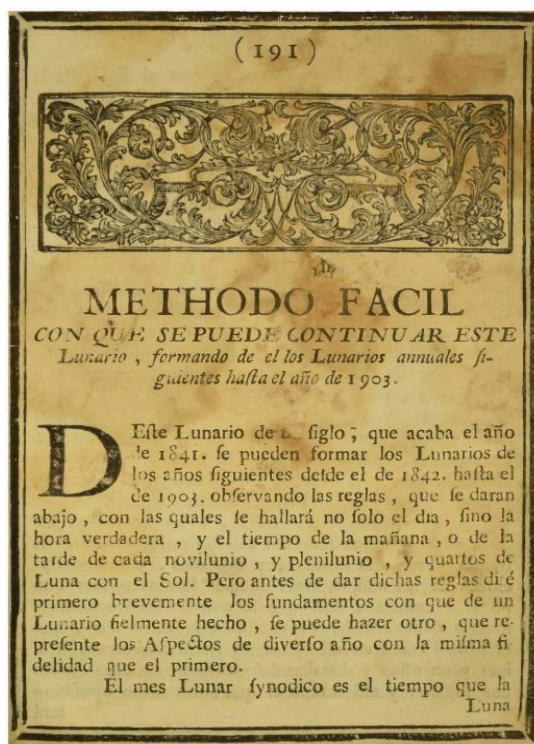 (191)
METHODO FACIL
CON QUE SE PUEDE CONTINUAR ESTE
Lunario, formando de el los Lunarios annuales ſi-
guientes haſta el año de 1903.
DEſte Lunario de ſiglo, que acaba el año
de 1841. ſe pueden formar los Lunarios de
los años ſiguientes deſde el de 1842. haſta el
de 1903. obſervando las reglas, que ſe daran
abajo, con las quales ſe hallará no ſolo el dia, ſino la
hora verdadera, y el tiempo de la mañana, o de la
tarde de cada novilunio, y plenilunio, y quartos de
Luna con el Sol. Pero antes de dar dichas reglas diré
primero brevemente los fundamentos con que de un
Lunario fielmente hecho, ſe puede hazer otro, que re-
preſente los Aſpectos de diverſo año con la miſma fi-
delidad que el primero.
El mes Lunar ſynodico es el tiempo que la
Luna